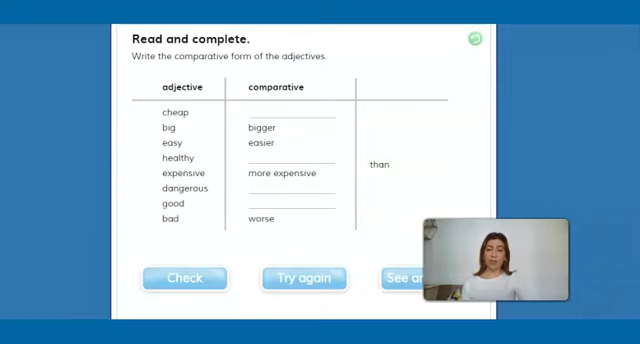 Read and complete.
Write the comparative form of the adjectives.
adjective comparative
cheap
big bigger
easy easier
healthy
than
expensive more expensive
dangerous
good
bad worse
Check Try again See